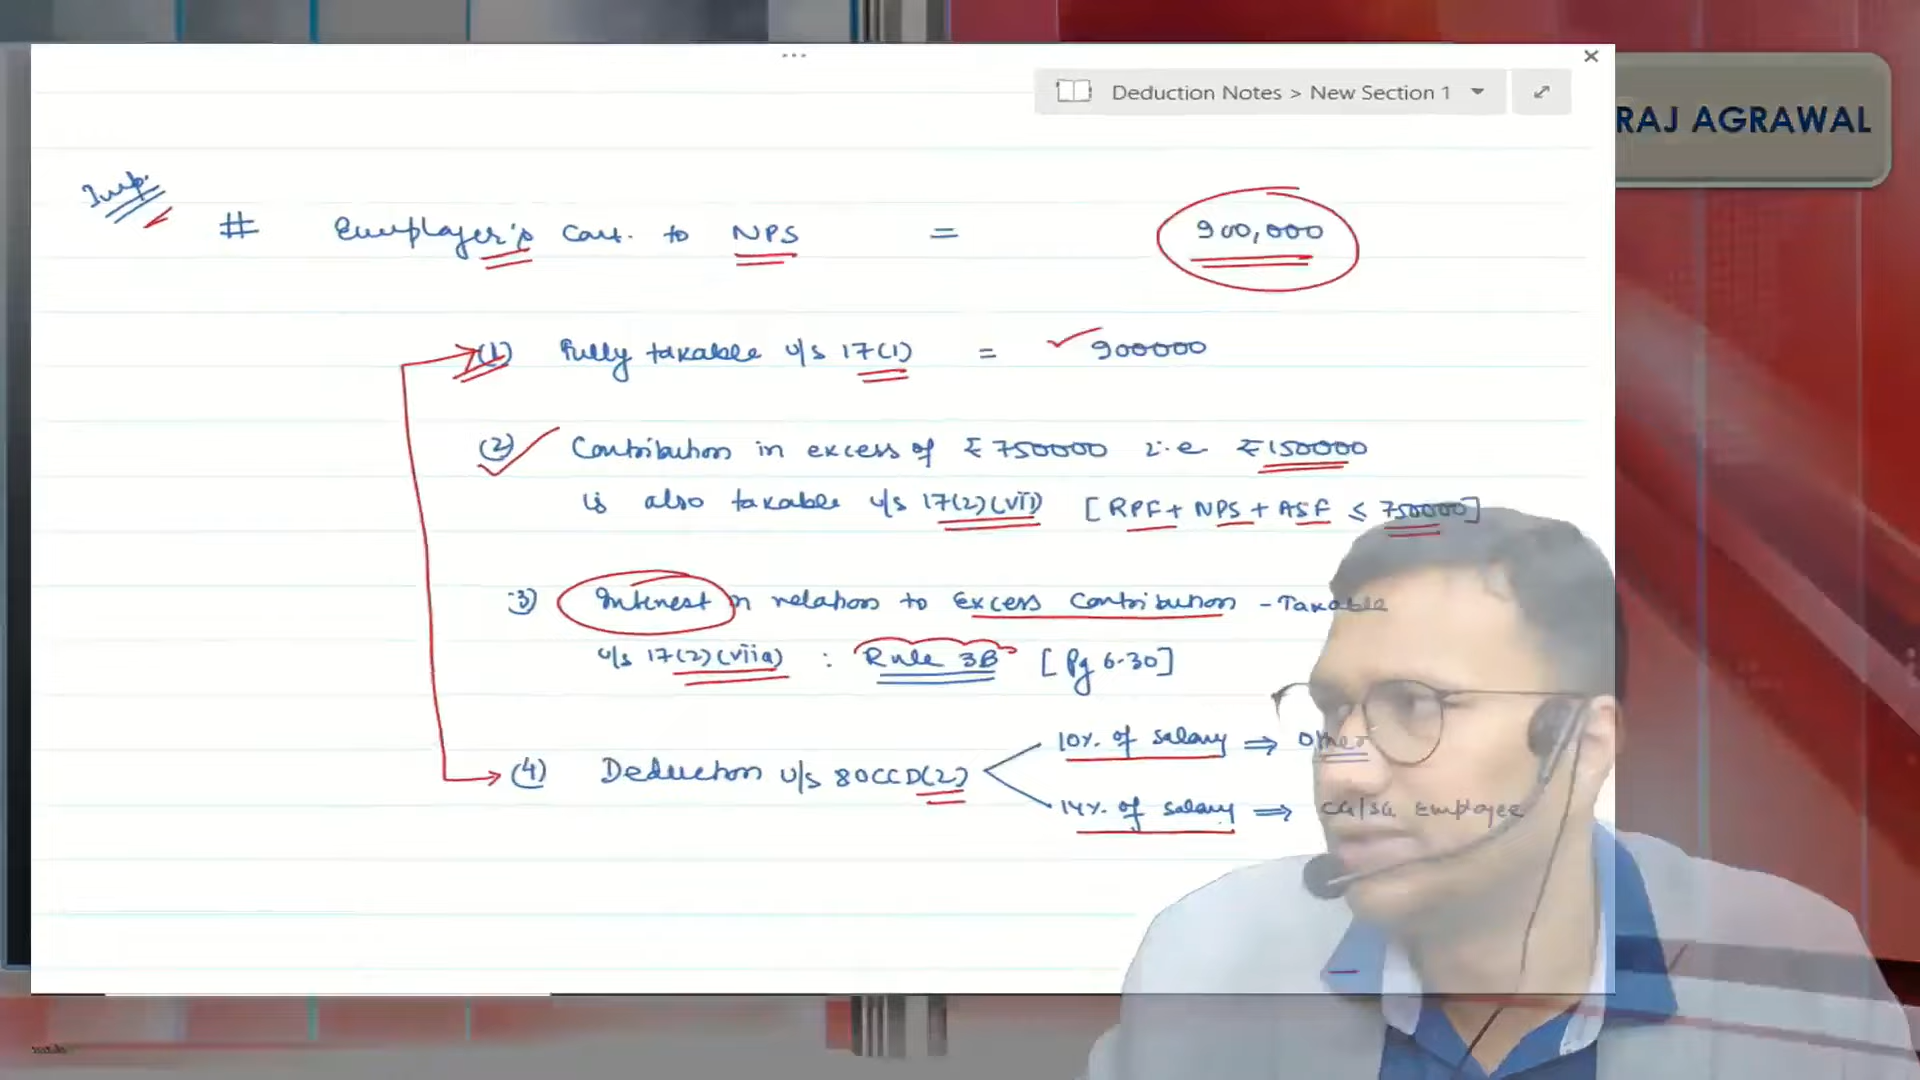 Deduction Notes > New Section 1
RAJ AGRAWAL
Imp.
# Employer's Cont. to NPS = 900,000
(1) Fully taxable u/s 17(1) = 900000
(2) Contribution in excess of ₹750000 i.e ₹150000
is also taxable u/s 17(2)(vii) [RPF + NPS + ASF ≤ 750000]
3) Interest in relation to Excess Contribution - Taxable
u/s 17(2)(viia) : Rule 3B [Pg 6.30]
10%. of salary ⇒ Other
(4) Deduction u/s 80CCD(2)
14%. of salary ⇒ CG/SG Employee